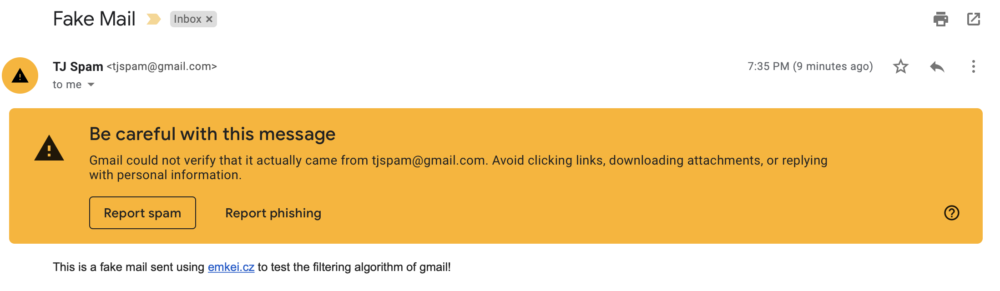 Fake Mail Inbox
TJ Spam <tjspam@gmail.com> 7:35 PM (9 minutes ago)
to me
Be careful with this message
Gmail could not verify that it actually came from tjspam@gmail.com. Avoid clicking links, downloading attachments, or replying
with personal information.
Report spam Report phishing
This is a fake mail sent using emkei.cz to test the filtering algorithm of gmail!